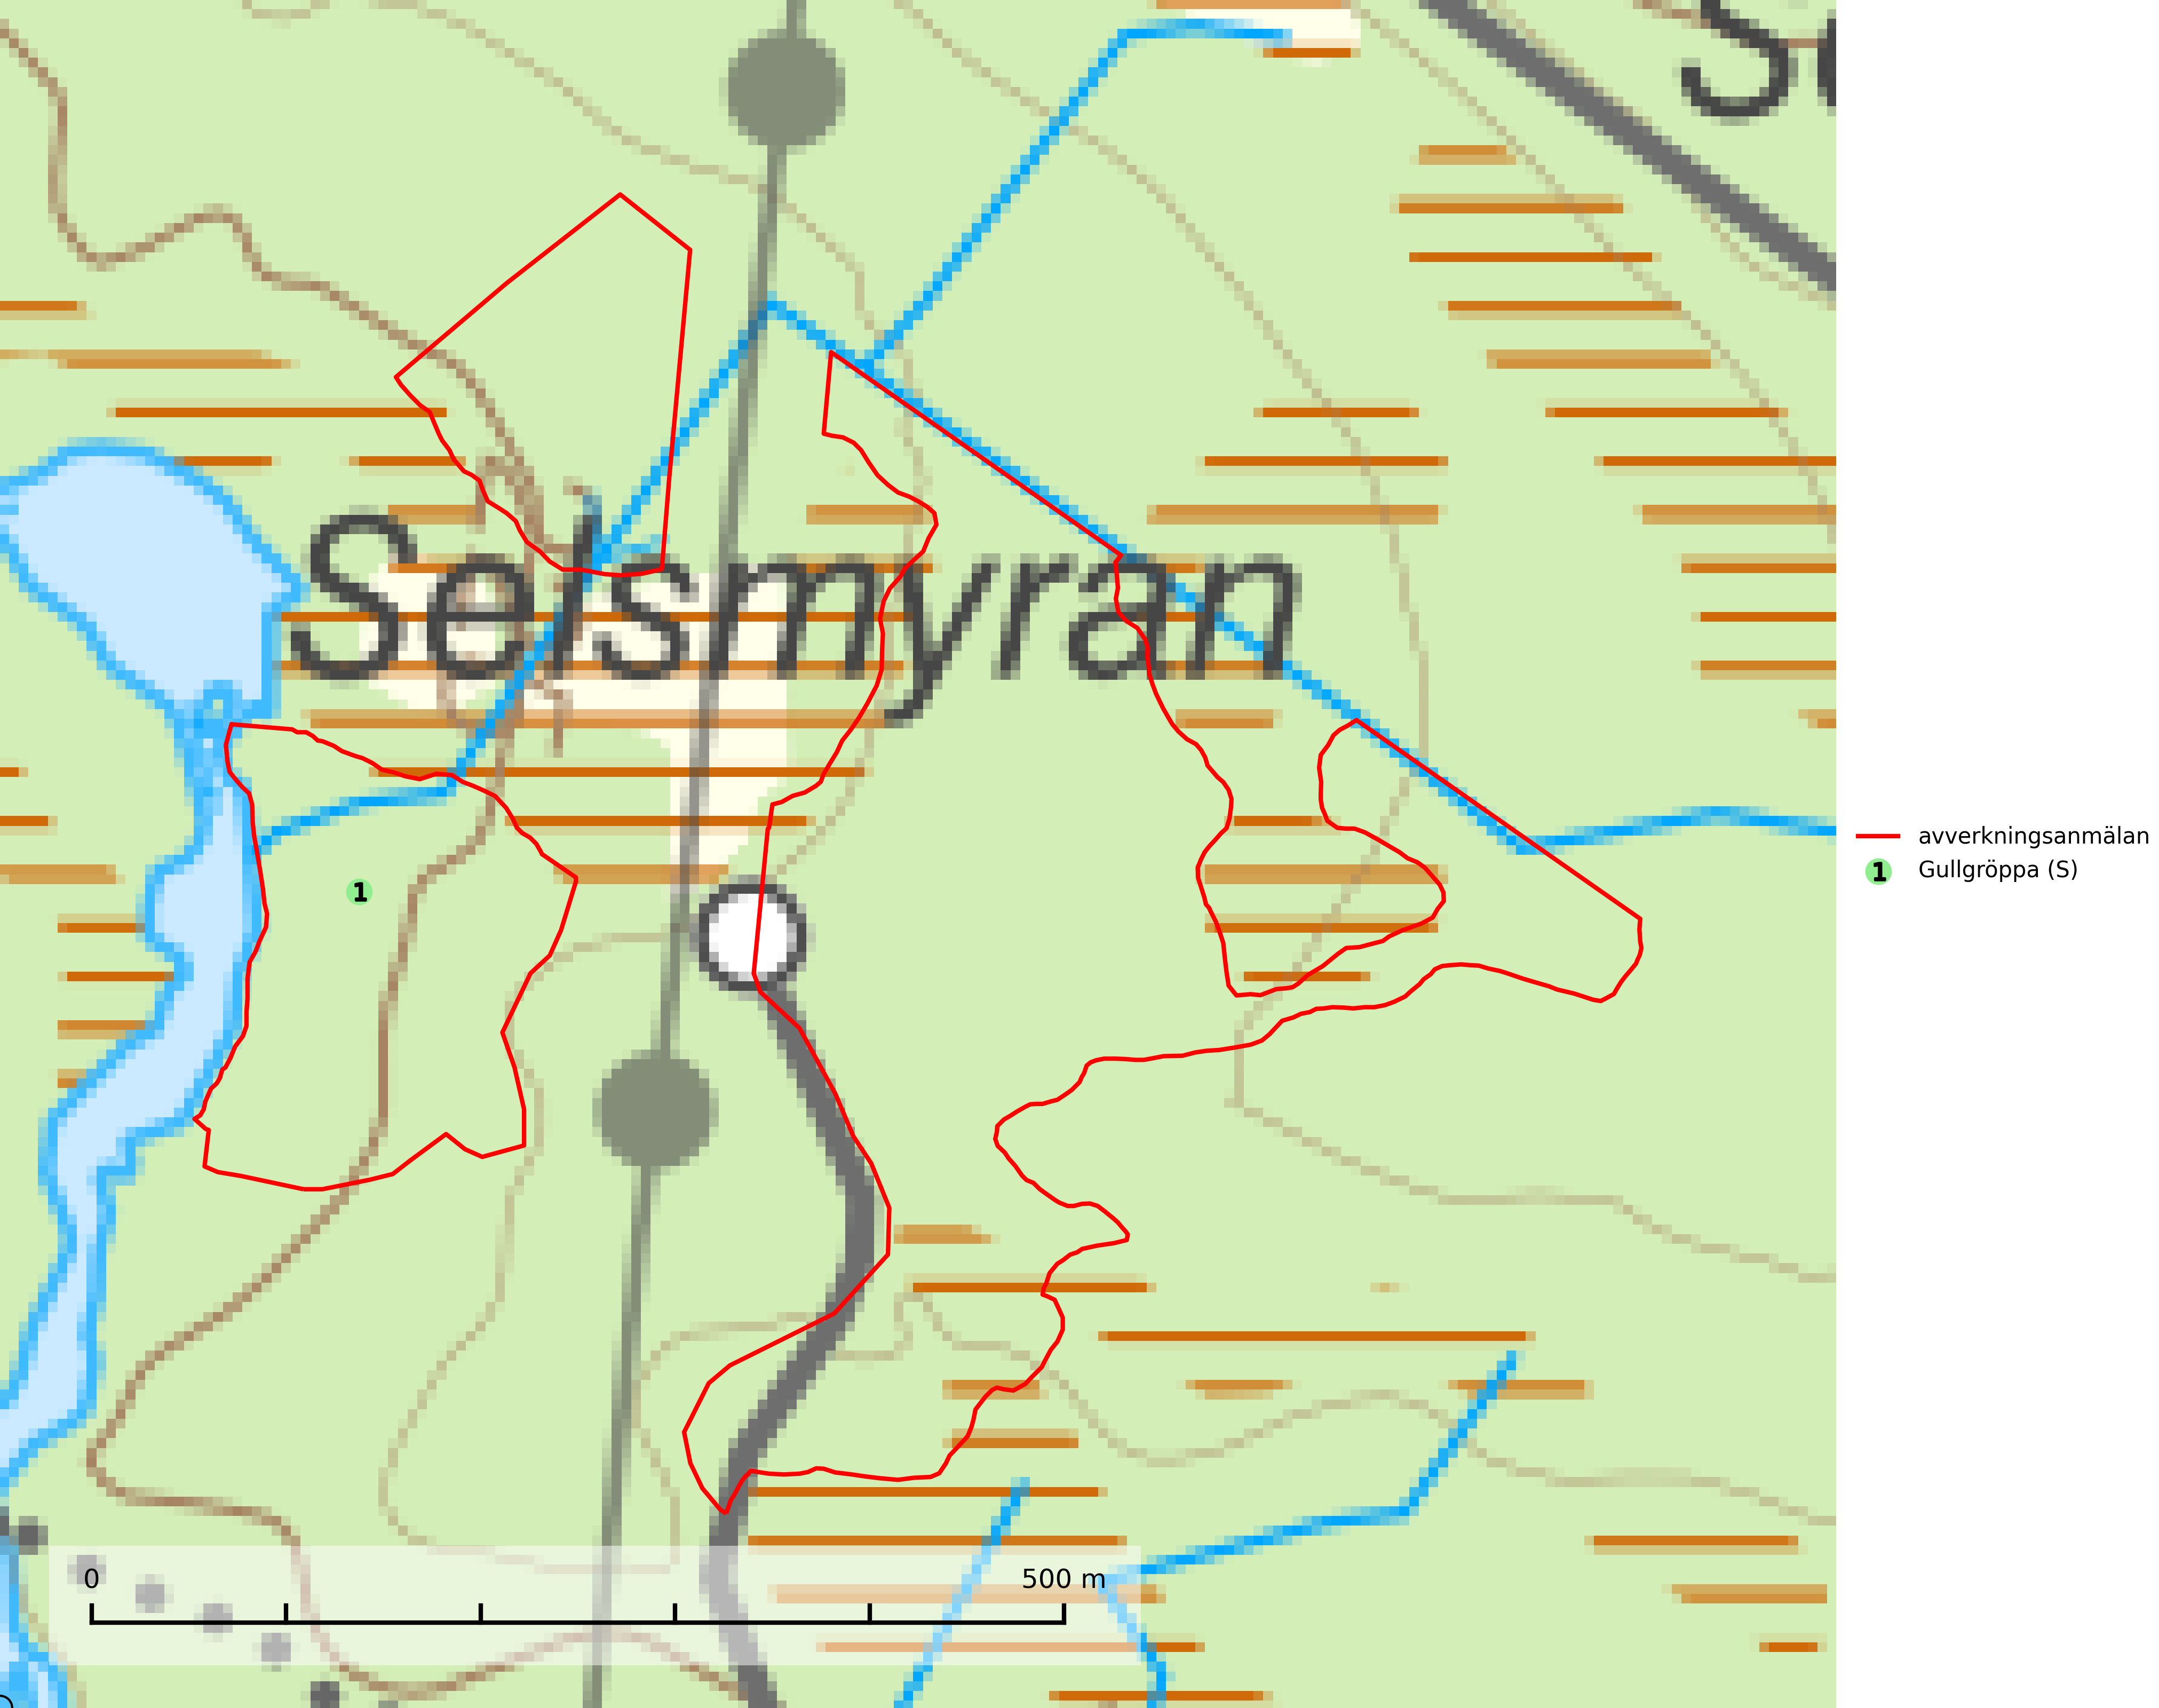 Selsmyran
avverkningsanmälan
1 Gullgröppa (S)
1
0 500 m